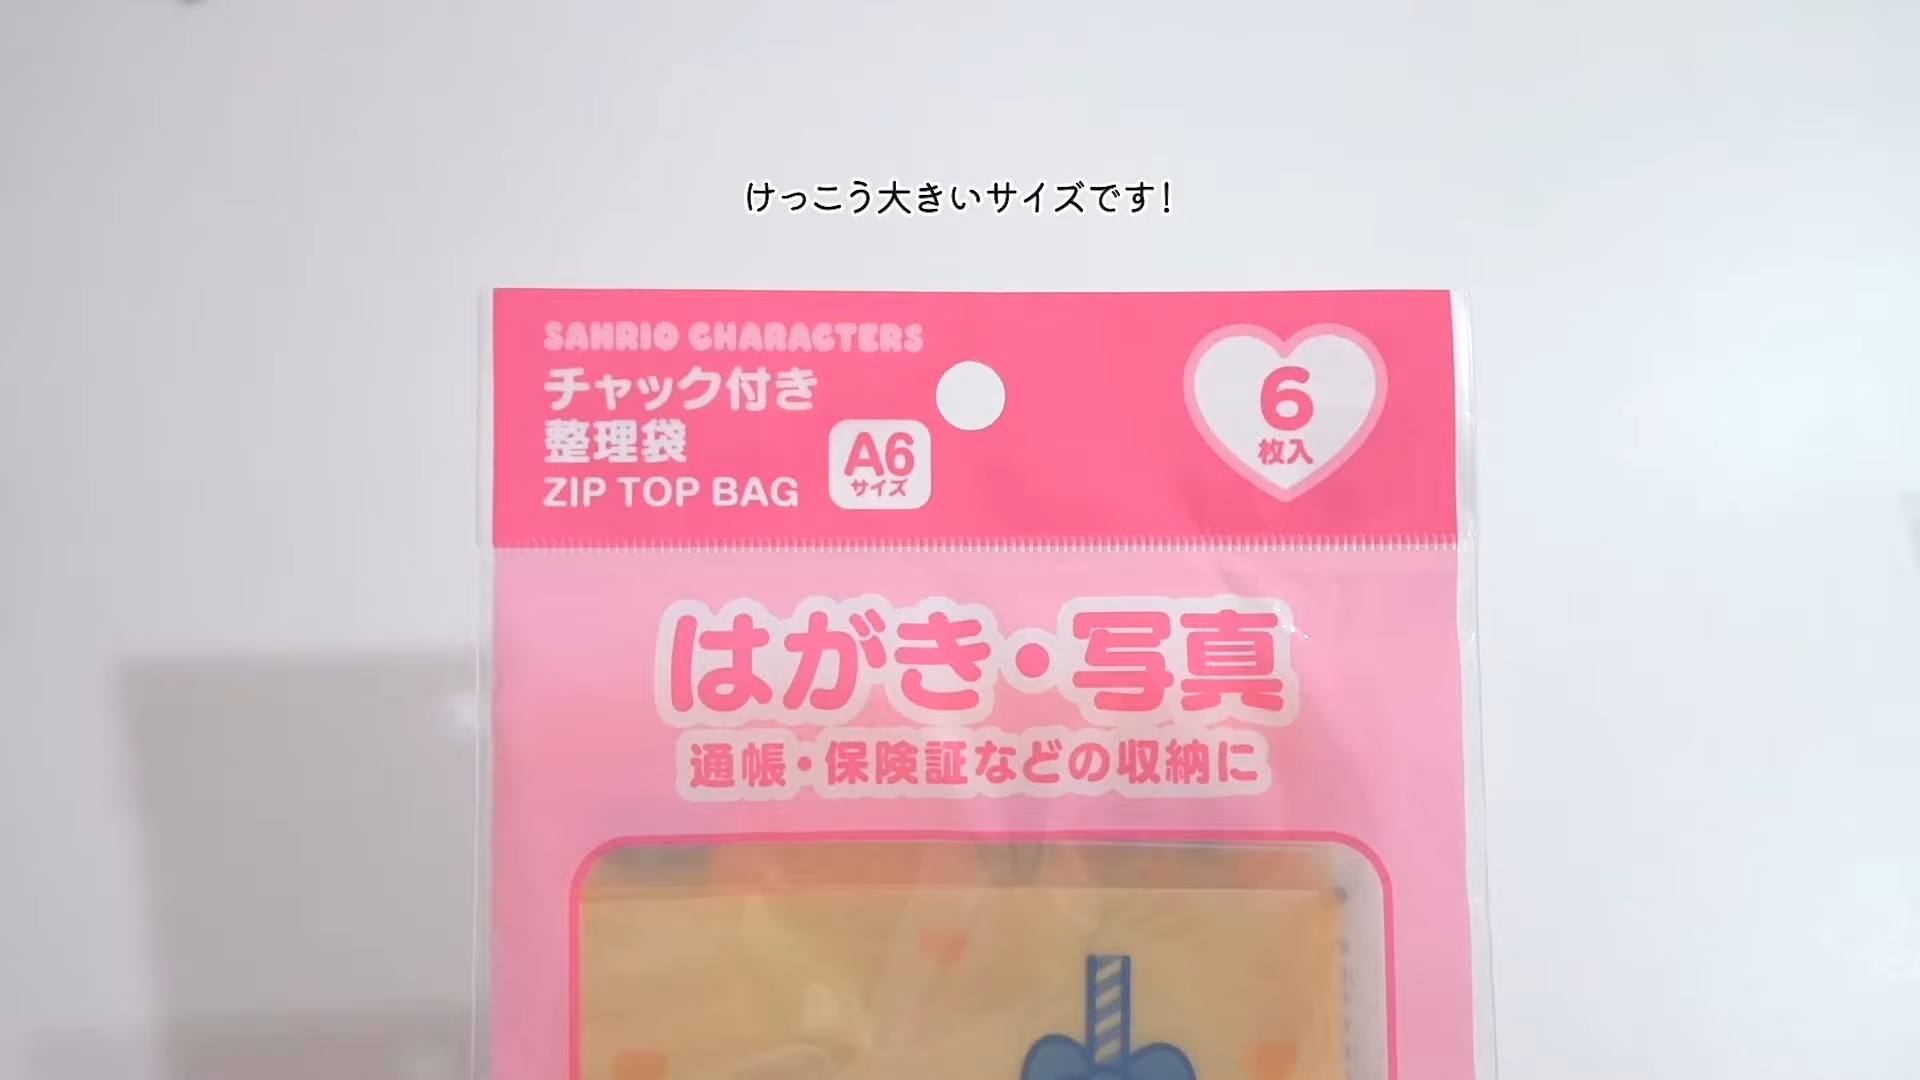 けっこう大きいサイズです!
SANRIO CHARACTERS
チャック付き
整理袋
ZIP TOP BAG
A6
サイズ
6
枚入
はがき・写真
通帳・保険証などの収納に